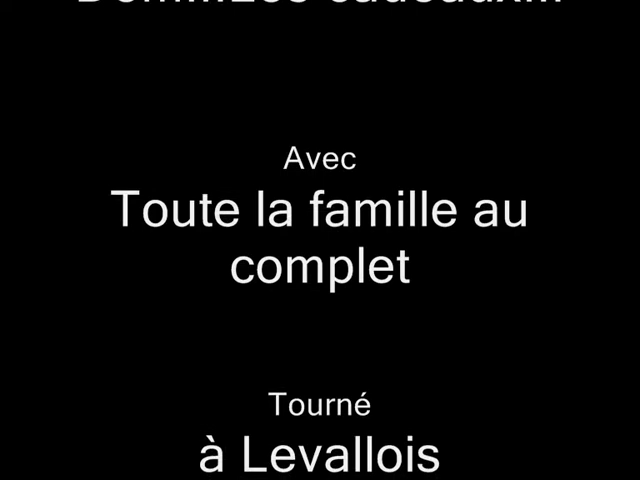 Avec
Toute la famille au
complet
Tourné
à Levallois